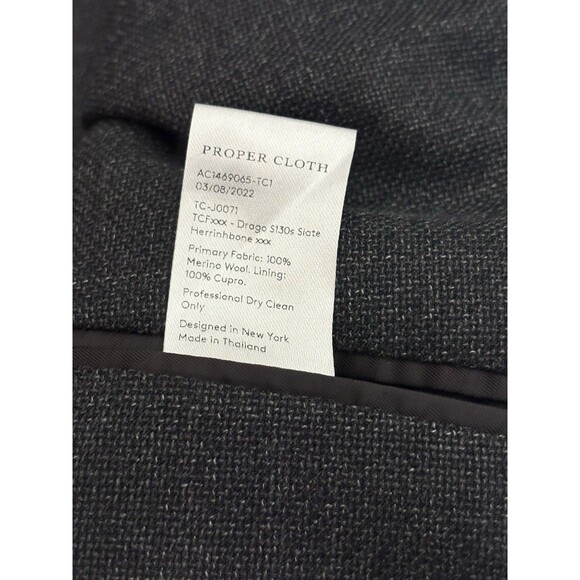 PROPER CLOTH
AC1469065-TC1
03/08/2022
TC-J0071
TCFxxx - Drago S130s Slate
Herrinhbone xxx
Primary Fabric: 100%
Merino Wool. Lining:
100% Cupro.
Professional Dry Clean
Only
Designed in New York
Made in Thailand